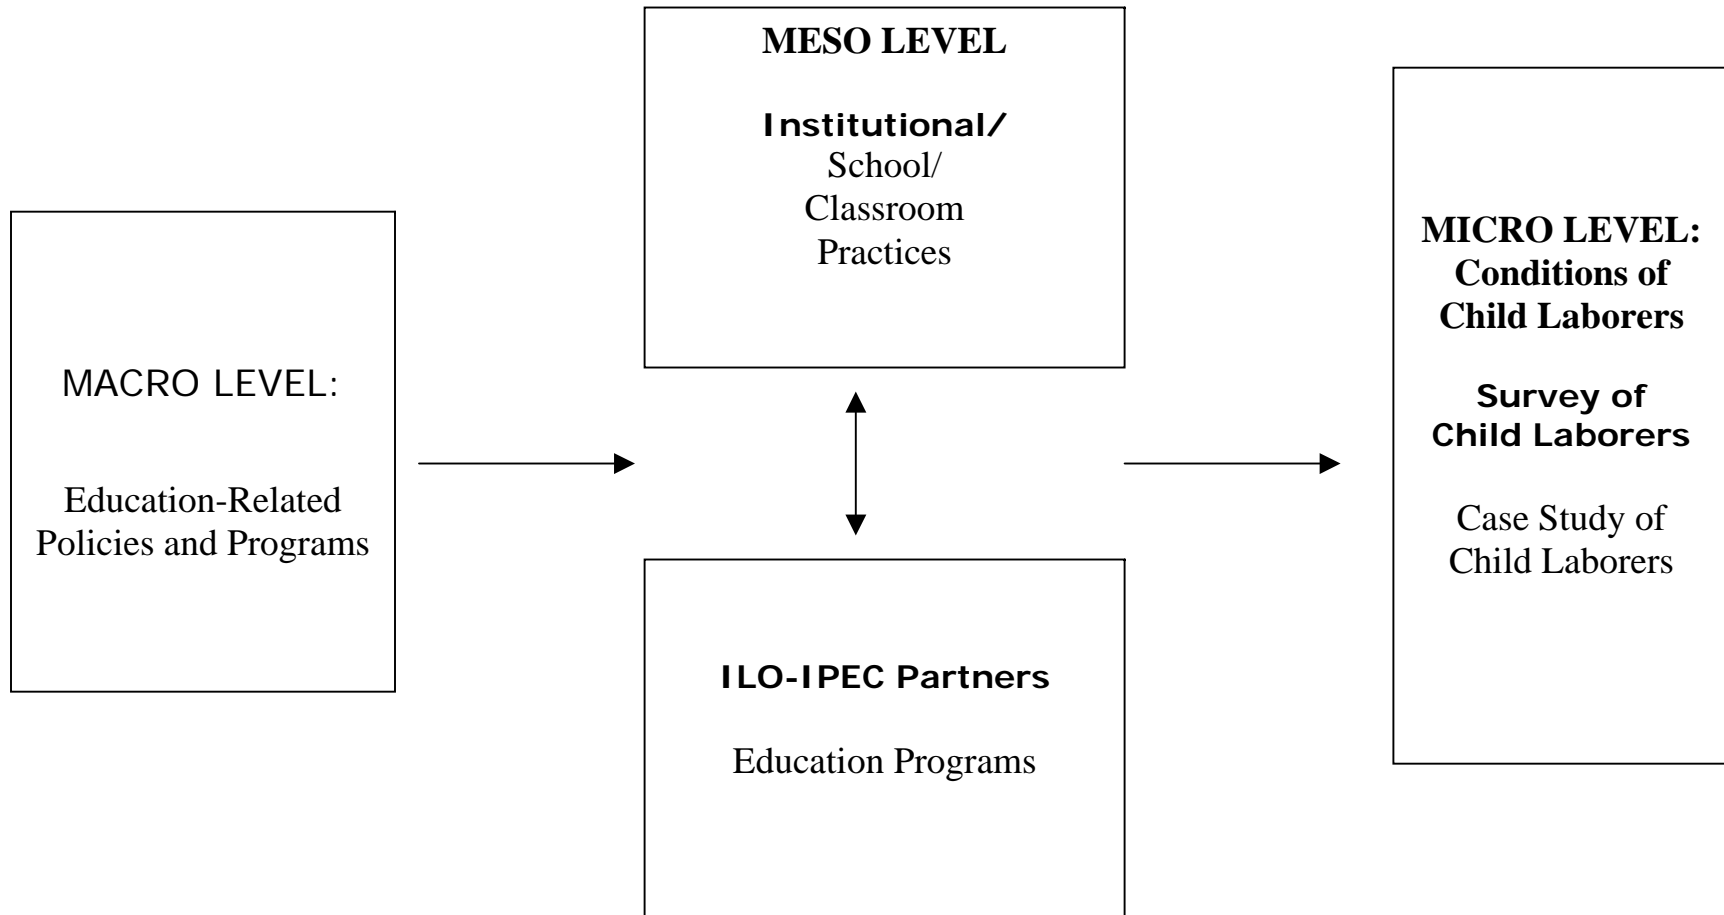 MACRO LEVEL:
Education-Related
Policies and Programs
MESO LEVEL
Institutional/
School/
Classroom
Practices
ILO-IPEC Partners
Education Programs
MICRO LEVEL:
Conditions of
Child Laborers
Survey of
Child Laborers
Case Study of
Child Laborers